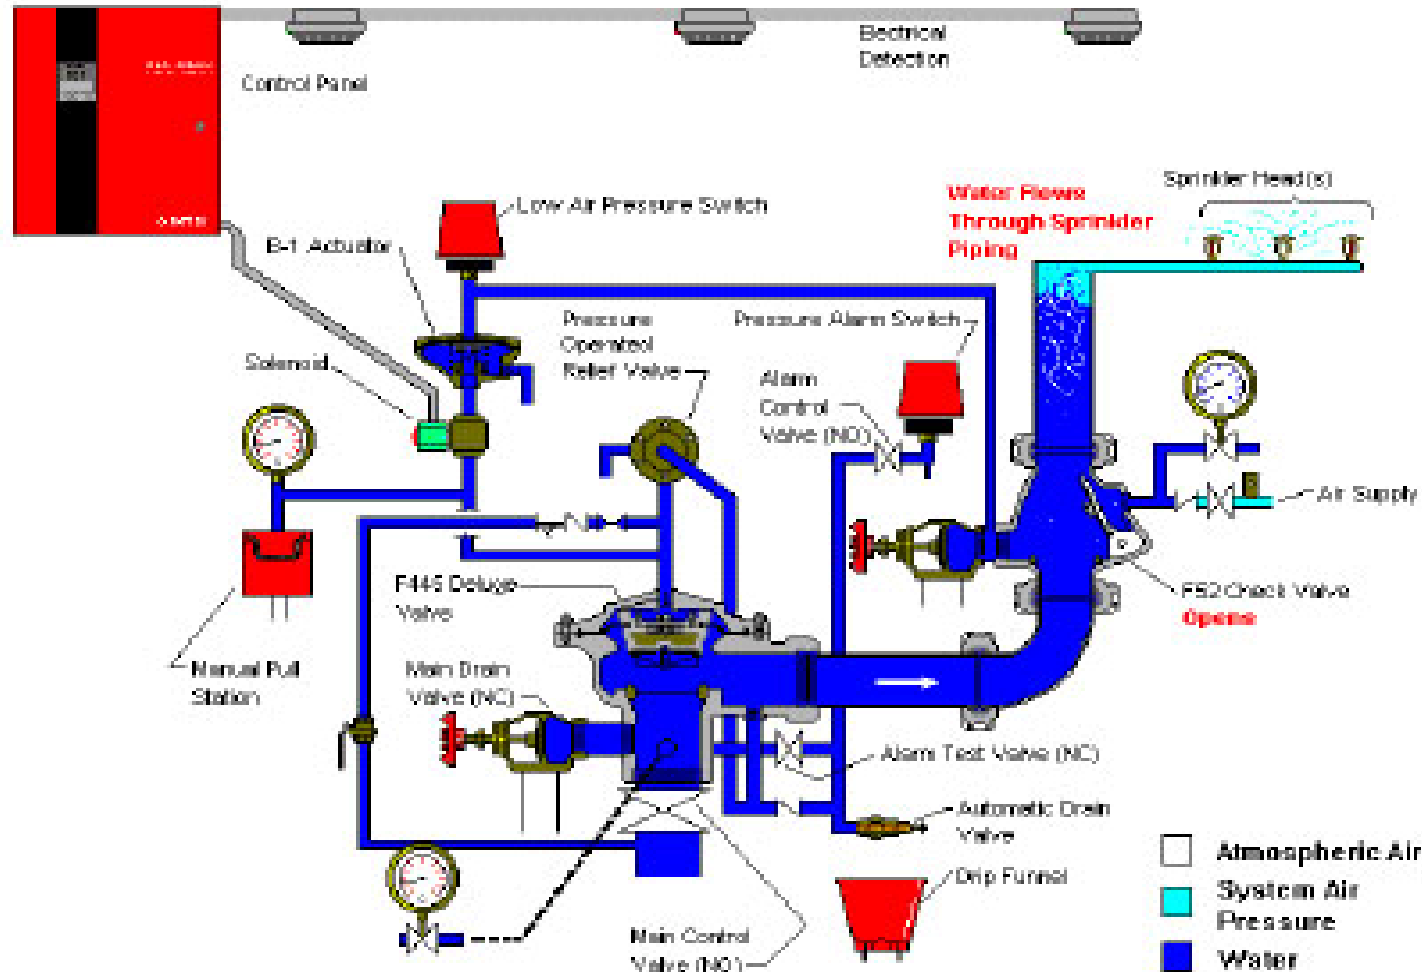 Electrical
Detection
Control Panel
Sprinkler Head(s)
Water Flows
Through Sprinkler
Piping
Low Air Pressure Switch
B-1 Actuator
Pressure
Operated
Relief Valve
Pressure Alarm Switch
Solenoid
Alarm
Control
Valve (NO)
Air Supply
F445 Deluge
Valve
F52 Check Valve
Opens
Manual Pull
Station
Main Drain
Valve (NC)
Alarm Test Valve (NC)
Automatic Drain
Valve
Drip Funnel
Main Control
Valve (NO)
Atmospheric Air
System Air
Pressure
Water